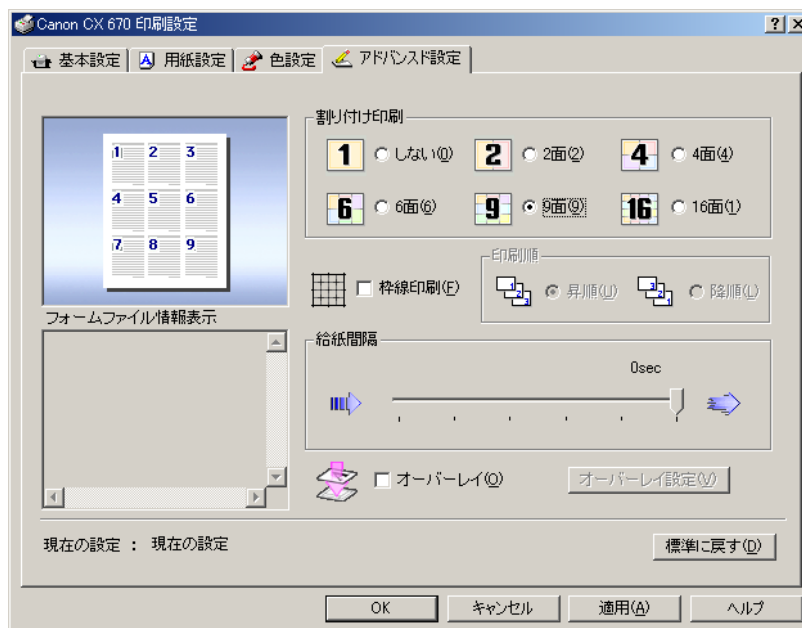 Canon CX 670 印刷設定
基本設定 用紙設定 色設定 アドバンスド設定
1 2 3
4 5 6
7 8 9
フォームファイル情報表示
割り付け印刷
1 しない(0) 2 2面(2) 4 4面(4)
6 6面(6) 9 9面(9) 16 16面(1)
枠線印刷(F)
印刷順
1 2 3 昇順(U) 3 2 1 降順(L)
給紙間隔
0sec
オーバーレイ(O) オーバーレイ設定(V)
現在の設定 : 現在の設定
標準に戻す(D)
OK キャンセル 適用(A) ヘルプ